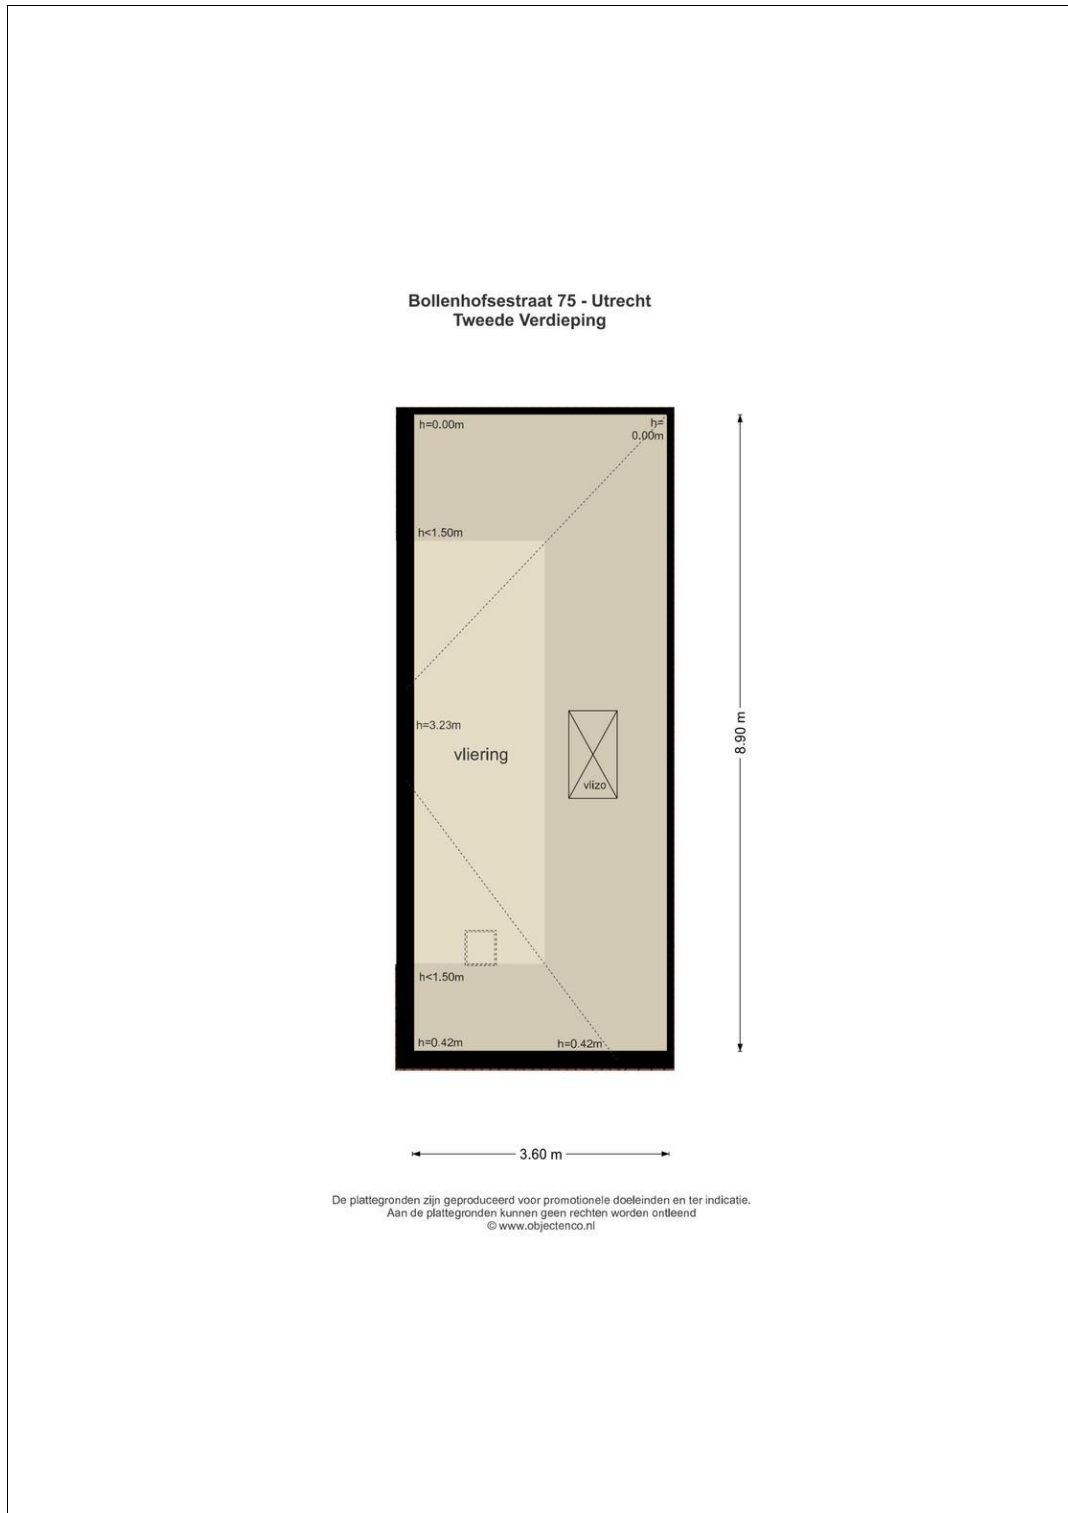 Bollenhofsestraat 75 - Utrecht
Tweede Verdieping
h=0.00m
h=
0.00m
h<1.50m
h=3.23m
vliering
vlizo
8.90 m
h<1.50m
h=0.42m
h=0.42m
3.60 m
De plattegronden zijn geproduceerd voor promotionele doeleinden en ter indicatie.
Aan de plattegronden kunnen geen rechten worden ontleend
© www.objectenco.nl